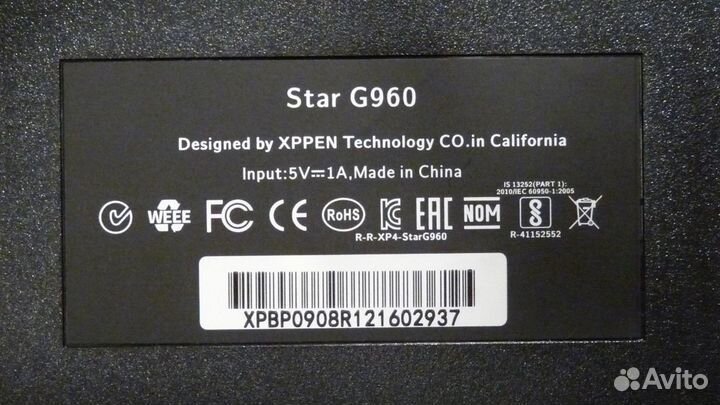 Star G960
Designed by XPPEN Technology CO.in California
Input:5V⎓1A,Made in China
IS 13252(PART 1):
2010/IEC 60950-1:2005
WEEE FC CE RoHS EAC NOM
R-R-XP4-StarG960
R-41152552
XPBP0908R121602937
Avito